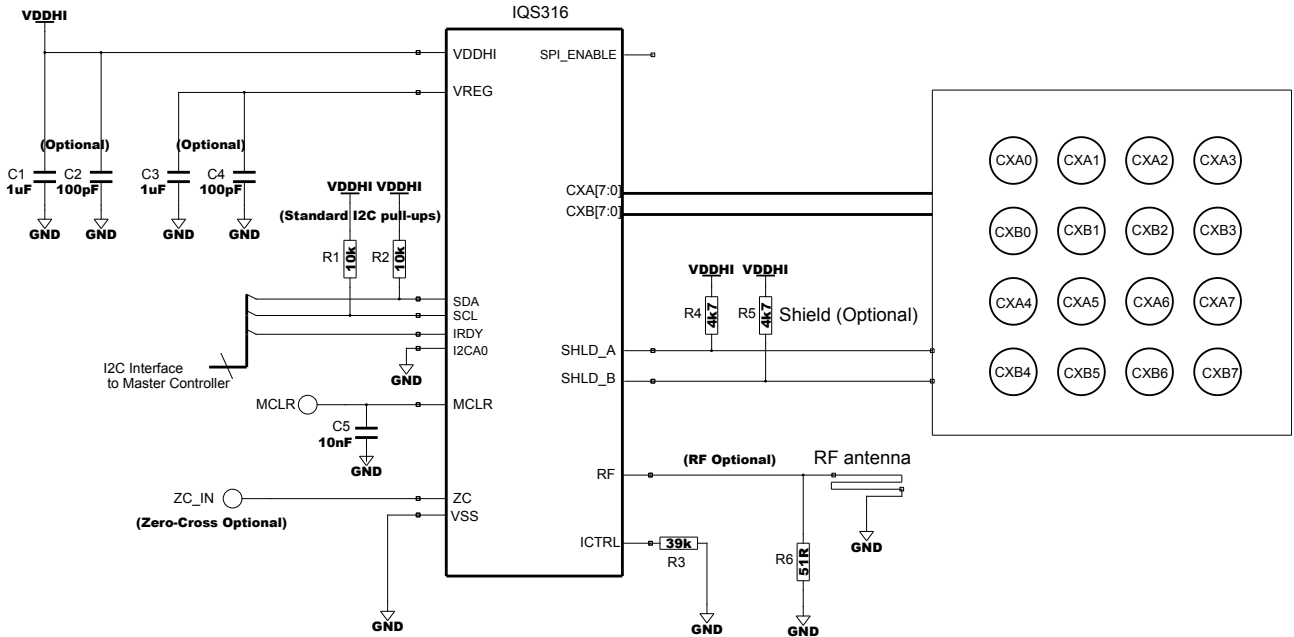 IQS316
VDDHI
VDDHI
SPI_ENABLE
VREG
(Optional)
(Optional)
C1
1uF
C2
100pF
C3
1uF
C4
100pF
GND
GND
GND
GND
VDDHI
VDDHI
(Standard I2C pull-ups)
R1
10k
R2
10k
SDA
SCL
IRDY
I2CA0
GND
I2C Interface
to Master Controller
MCLR
MCLR
C5
10nF
GND
ZC_IN
(Zero-Cross Optional)
ZC
VSS
GND
CXA[7:0]
CXB[7:0]
VDDHI
VDDHI
R4
4k7
R5
4k7
Shield (Optional)
SHLD_A
SHLD_B
RF
(RF Optional)
RF antenna
GND
ICTRL
39k
R3
GND
R6
51R
GND
CXA0
CXA1
CXA2
CXA3
CXB0
CXB1
CXB2
CXB3
CXA4
CXA5
CXA6
CXA7
CXB4
CXB5
CXB6
CXB7